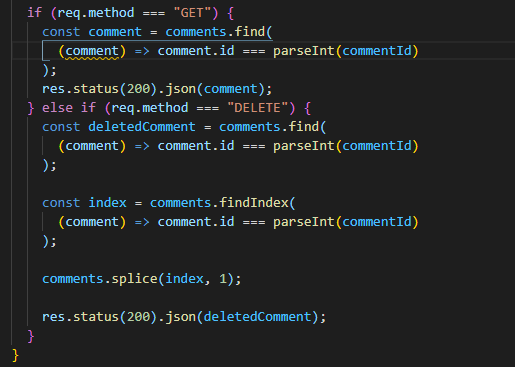 if (req.method === "GET") {
const comment = comments.find(
(comment) => comment.id === parseInt(commentId)
);
res.status(200).json(comment);
} else if (req.method === "DELETE") {
const deletedComment = comments.find(
(comment) => comment.id === parseInt(commentId)
);
const index = comments.findIndex(
(comment) => comment.id === parseInt(commentId)
);
comments.splice(index, 1);
res.status(200).json(deletedComment);
}
}